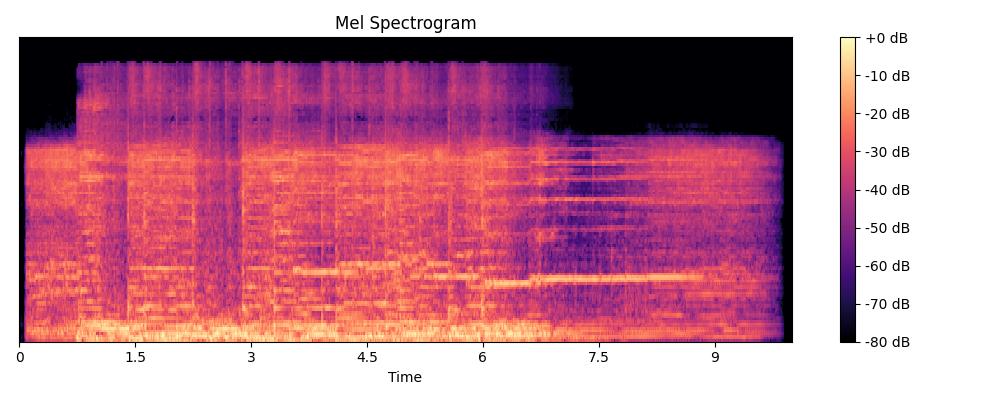 Mel Spectrogram
+0 dB
-10 dB
-20 dB
-30 dB
-40 dB
-50 dB
-60 dB
-70 dB
-80 dB
0 1.5 3 4.5 6 7.5 9
Time